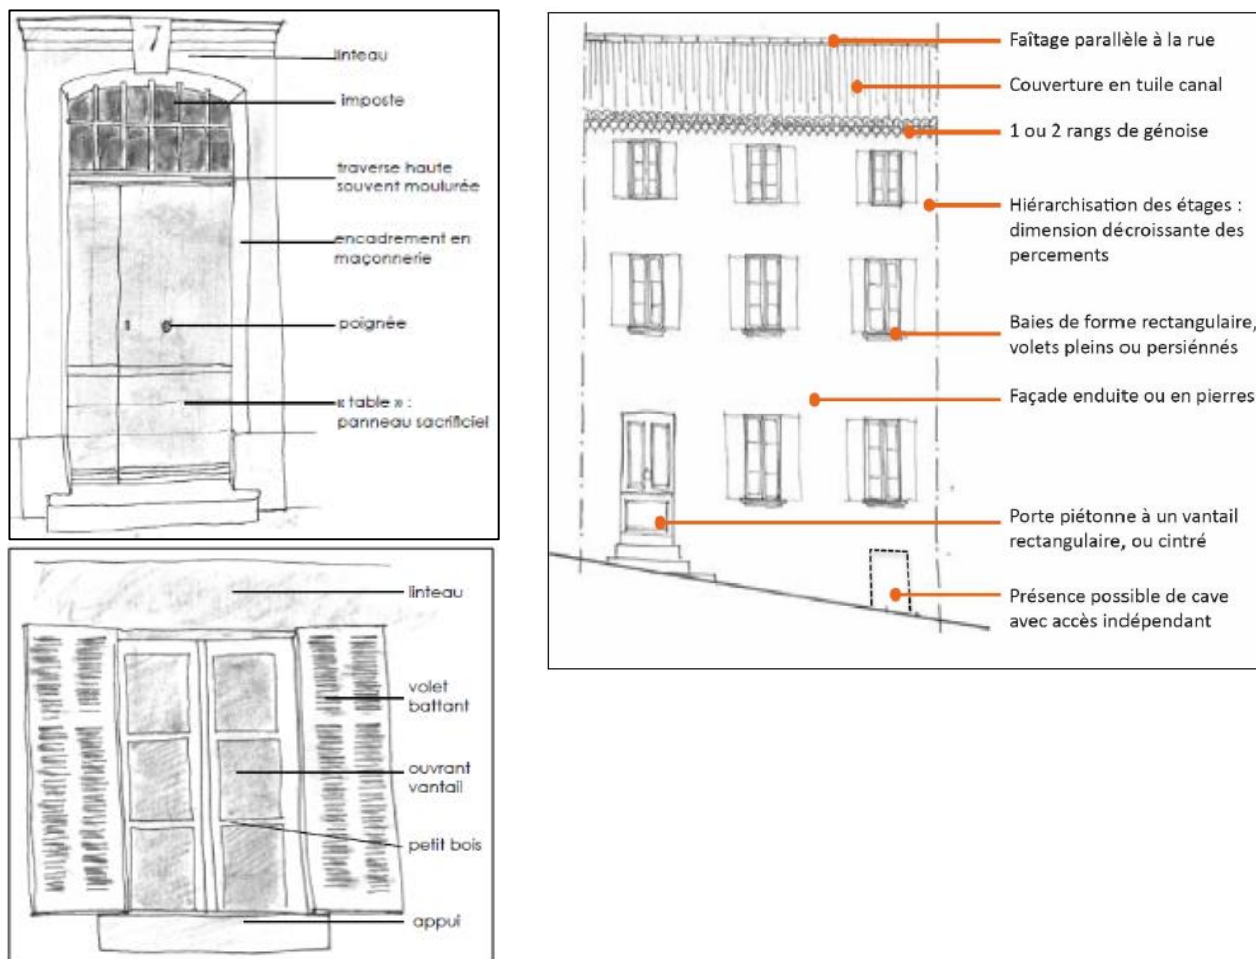 7
linteau
imposte
traverse haute
souvent moulurée
encadrement en
maçonnerie
poignée
« table » :
panneau sacrificiel
linteau
volet
battant
ouvrant
vantail
petit bois
appui
Faîtage parallèle à la rue
Couverture en tuile canal
1 ou 2 rangs de génoise
Hiérarchisation des étages :
dimension décroissante des
percements
Baies de forme rectangulaire,
volets pleins ou persiénnés
Façade enduite ou en pierres
Porte piétonne à un vantail
rectangulaire, ou cintré
Présence possible de cave
avec accès indépendant